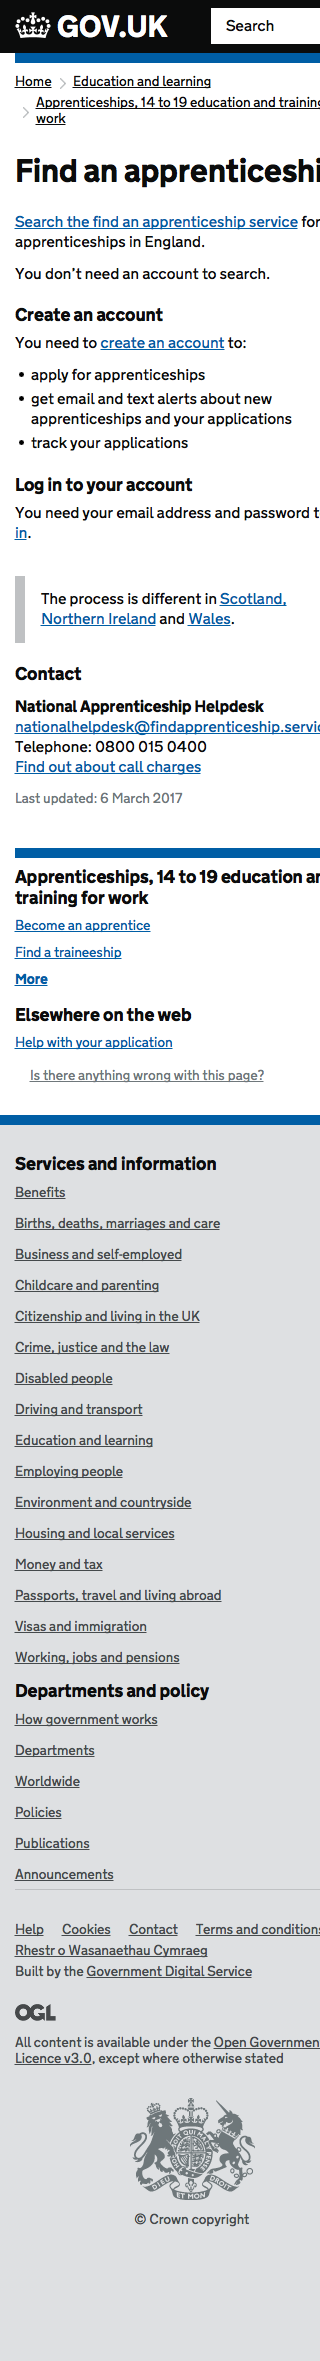 GOV.UK
Search
Home
Education and learning
Apprenticeships, 14 to 19 education and training
work
Find an apprenticeshi
Search the find an apprenticeship service for
apprenticeships in England.
You don’t need an account to search.
Create an account
You need to create an account to:
• apply for apprenticeships
• get email and text alerts about new
apprenticeships and your applications
• track your applications
Log in to your account
You need your email address and password t
in.
The process is different in Scotland,
Northern Ireland and Wales.
Contact
National Apprenticeship Helpdesk
nationalhelpdesk@findapprenticeship.servic
Telephone: 0800 015 0400
Find out about call charges
Last updated: 6 March 2017
Apprenticeships, 14 to 19 education ar
training for work
Become an apprentice
Find a traineeship
More
Elsewhere on the web
Help with your application
Is there anything wrong with this page?
Services and information
Benefits
Births, deaths, marriages and care
Business and self-employed
Childcare and parenting
Citizenship and living in the UK
Crime, justice and the law
Disabled people
Driving and transport
Education and learning
Employing people
Environment and countryside
Housing and local services
Money and tax
Passports, travel and living abroad
Visas and immigration
Working, jobs and pensions
Departments and policy
How government works
Departments
Worldwide
Policies
Publications
Announcements
Help Cookies Contact Terms and conditions
Rhestr o Wasanaethau Cymraeg
Built by the Government Digital Service
OGL
All content is available under the Open Governmen
Licence v3.0, except where otherwise stated
DIEU ET MON DROIT
© Crown copyright